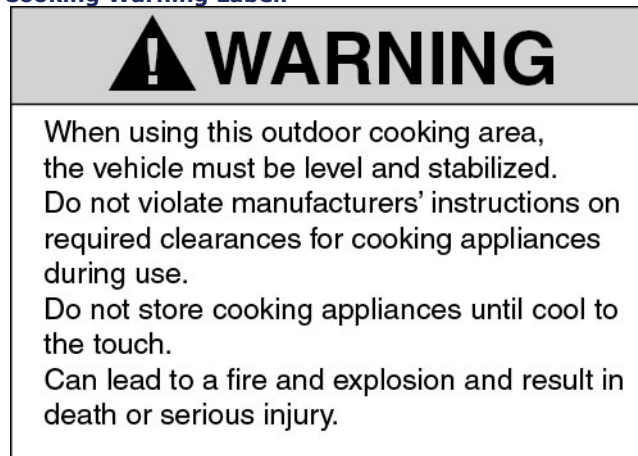 Cooking Warning Label:
WARNING
When using this outdoor cooking area,
the vehicle must be level and stabilized.
Do not violate manufacturers' instructions on
required clearances for cooking appliances
during use.
Do not store cooking appliances until cool to
the touch.
Can lead to a fire and explosion and result in
death or serious injury.